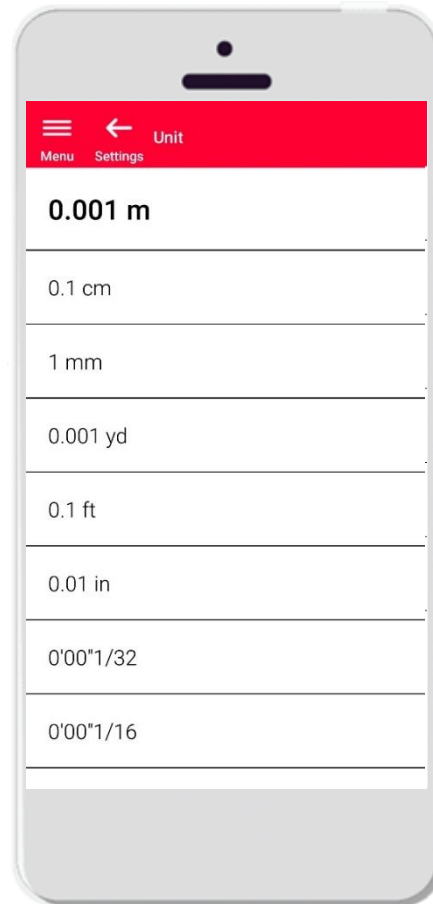 Unit
Menu Settings
0.001 m
0.1 cm
1 mm
0.001 yd
0.1 ft
0.01 in
0'00"1/32
0'00"1/16